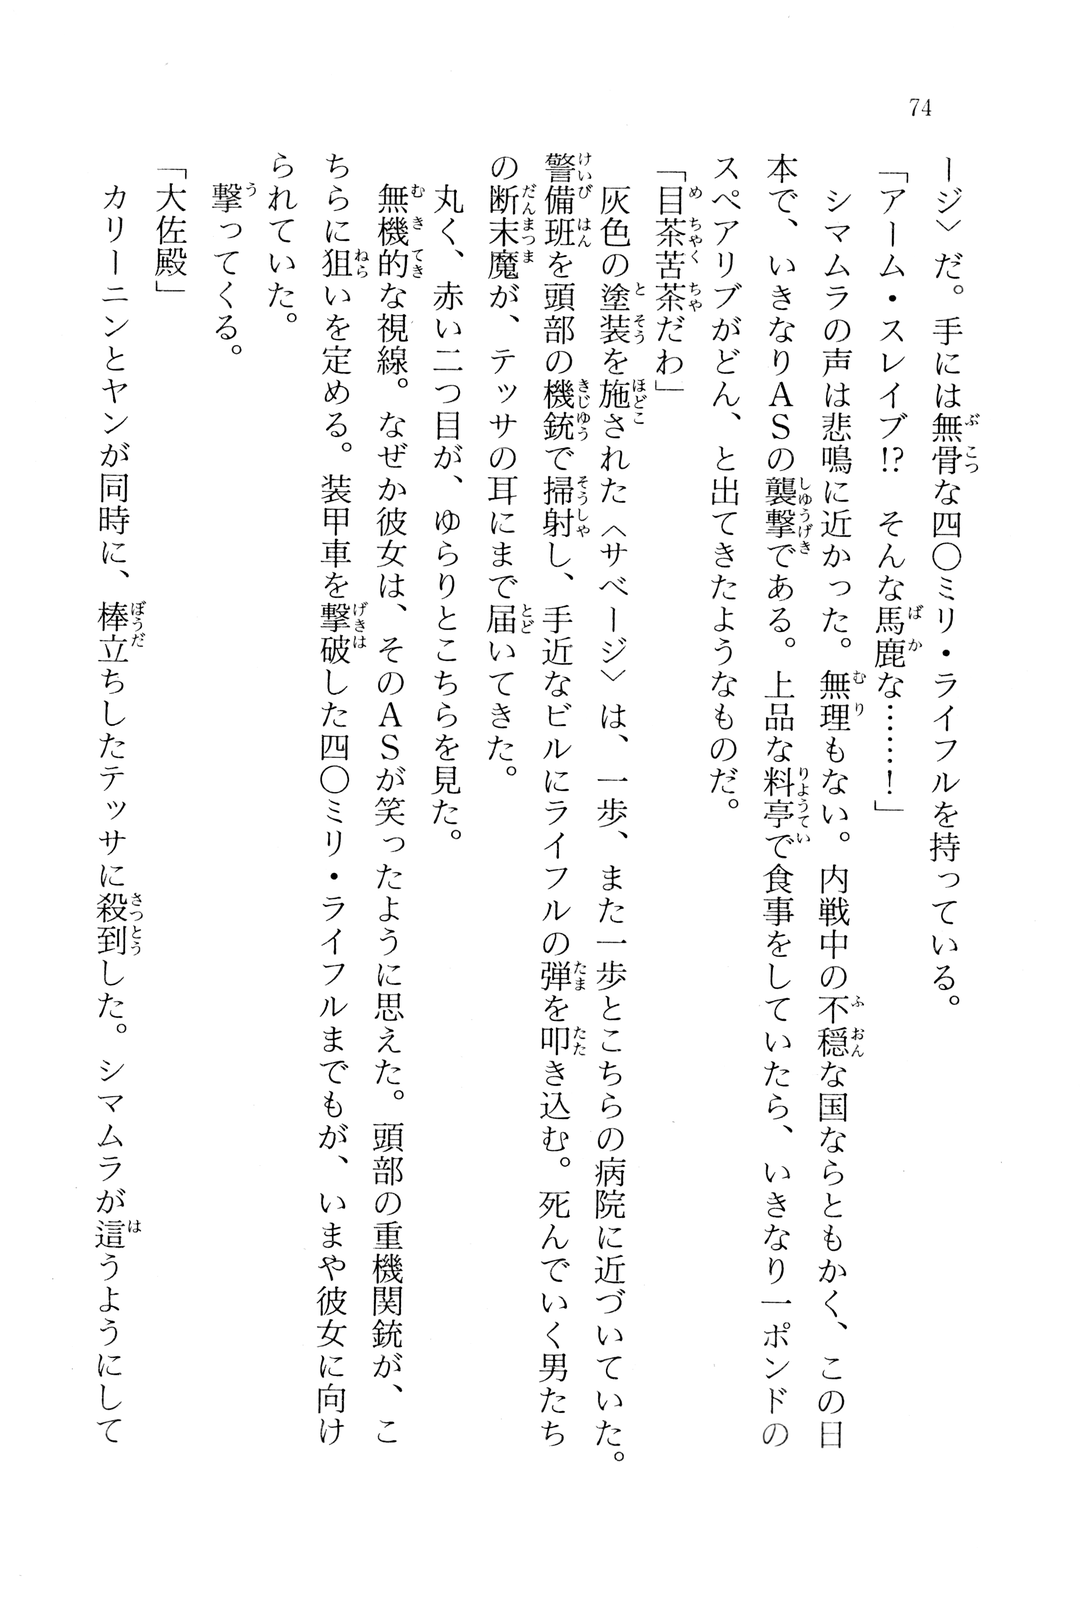 74
ージ〉だ。手には無骨な四〇ミリ・ライフルを持っている。
「アーム・スレイブ!?　そんな馬鹿な……！」
　シマムラの声は悲鳴に近かった。無理もない。内戦中の不穏な国ならともかく、この日
本で、いきなりＡＳの襲撃である。上品な料亭で食事をしていたら、いきなり一ポンドの
スペアリブがどん、と出てきたようなものだ。
「目茶苦茶だわ」
　灰色の塗装を施された〈サベージ〉は、一歩、また一歩とこちらの病院に近づいていた。
警備班を頭部の機銃で掃射し、手近なビルにライフルの弾を叩き込む。死んでいく男たち
の断末魔が、テッサの耳にまで届いてきた。
　丸く、赤い二つ目が、ゆらりとこちらを見た。
　無機的な視線。なぜか彼女は、そのＡＳが笑ったように思えた。頭部の重機関銃が、こ
ちらに狙いを定める。装甲車を撃破した四〇ミリ・ライフルまでもが、いまや彼女に向け
られていた。
　撃ってくる。
「大佐殿」
　カリーニンとヤンが同時に、棒立ちしたテッサに殺到した。シマムラが這うようにして